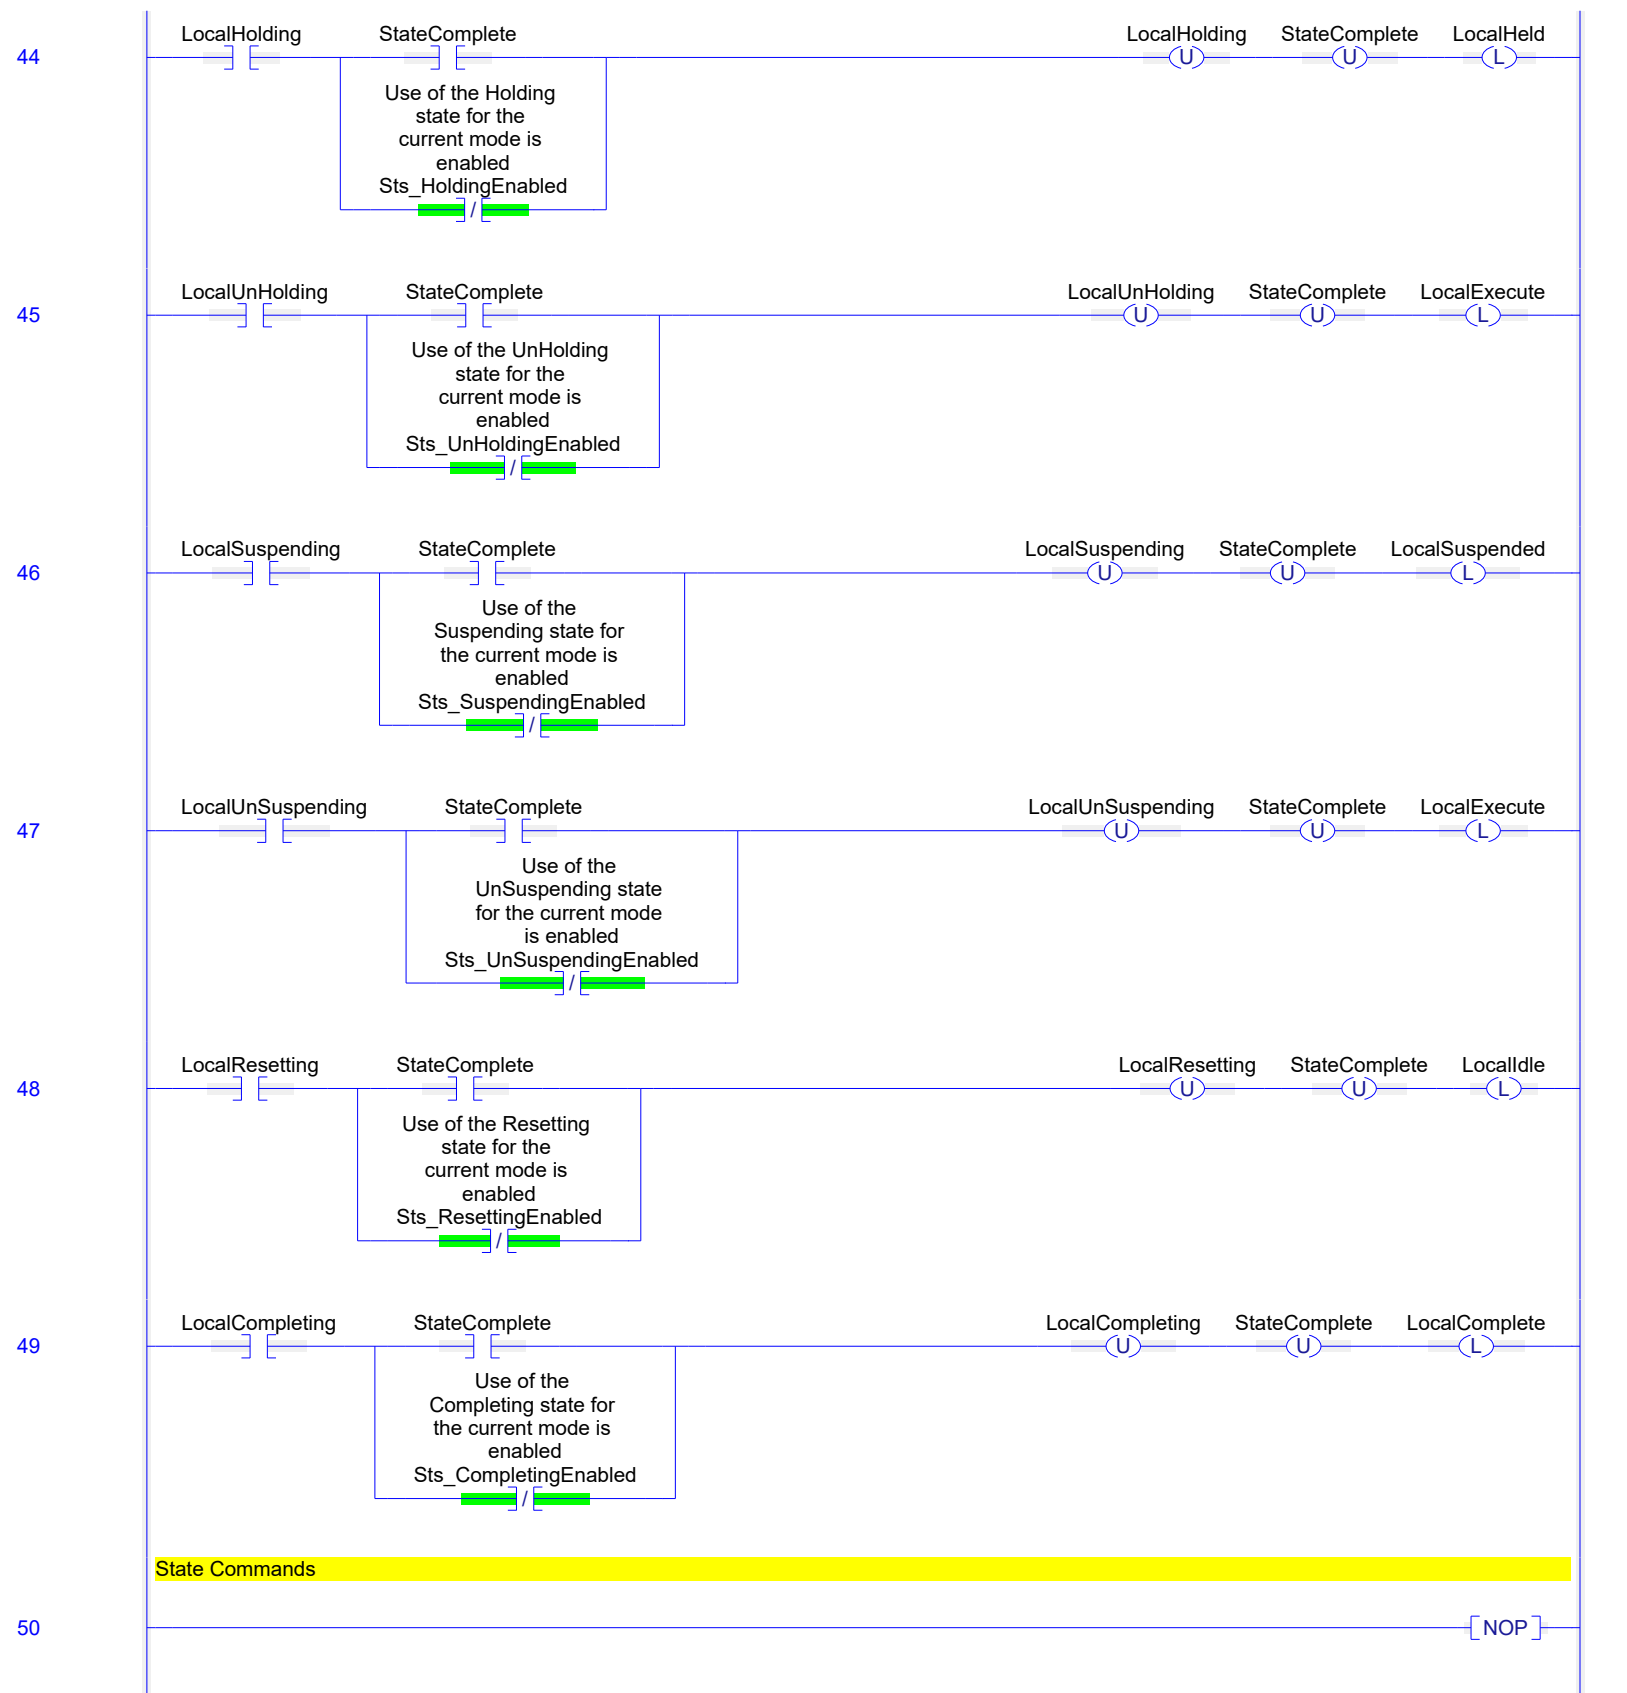 LocalHolding StateComplete LocalHolding StateComplete LocalHeld
44 U U L
Use of the Holding
state for the
current mode is
enabled
Sts_HoldingEnabled
/
LocalUnHolding StateComplete LocalUnHolding StateComplete LocalExecute
45 U U L
Use of the UnHolding
state for the
current mode is
enabled
Sts_UnHoldingEnabled
/
LocalSuspending StateComplete LocalSuspending StateComplete LocalSuspended
46 U U L
Use of the
Suspending state for
the current mode is
enabled
Sts_SuspendingEnabled
/
LocalUnSuspending StateComplete LocalUnSuspending StateComplete LocalExecute
47 U U L
Use of the
UnSuspending state
for the current mode
is enabled
Sts_UnSuspendingEnabled
/
LocalResetting StateComplete LocalResetting StateComplete LocalIdle
48 U U L
Use of the Resetting
state for the
current mode is
enabled
Sts_ResettingEnabled
/
LocalCompleting StateComplete LocalCompleting StateComplete LocalComplete
49 U U L
Use of the
Completing state for
the current mode is
enabled
Sts_CompletingEnabled
/
State Commands
50 NOP